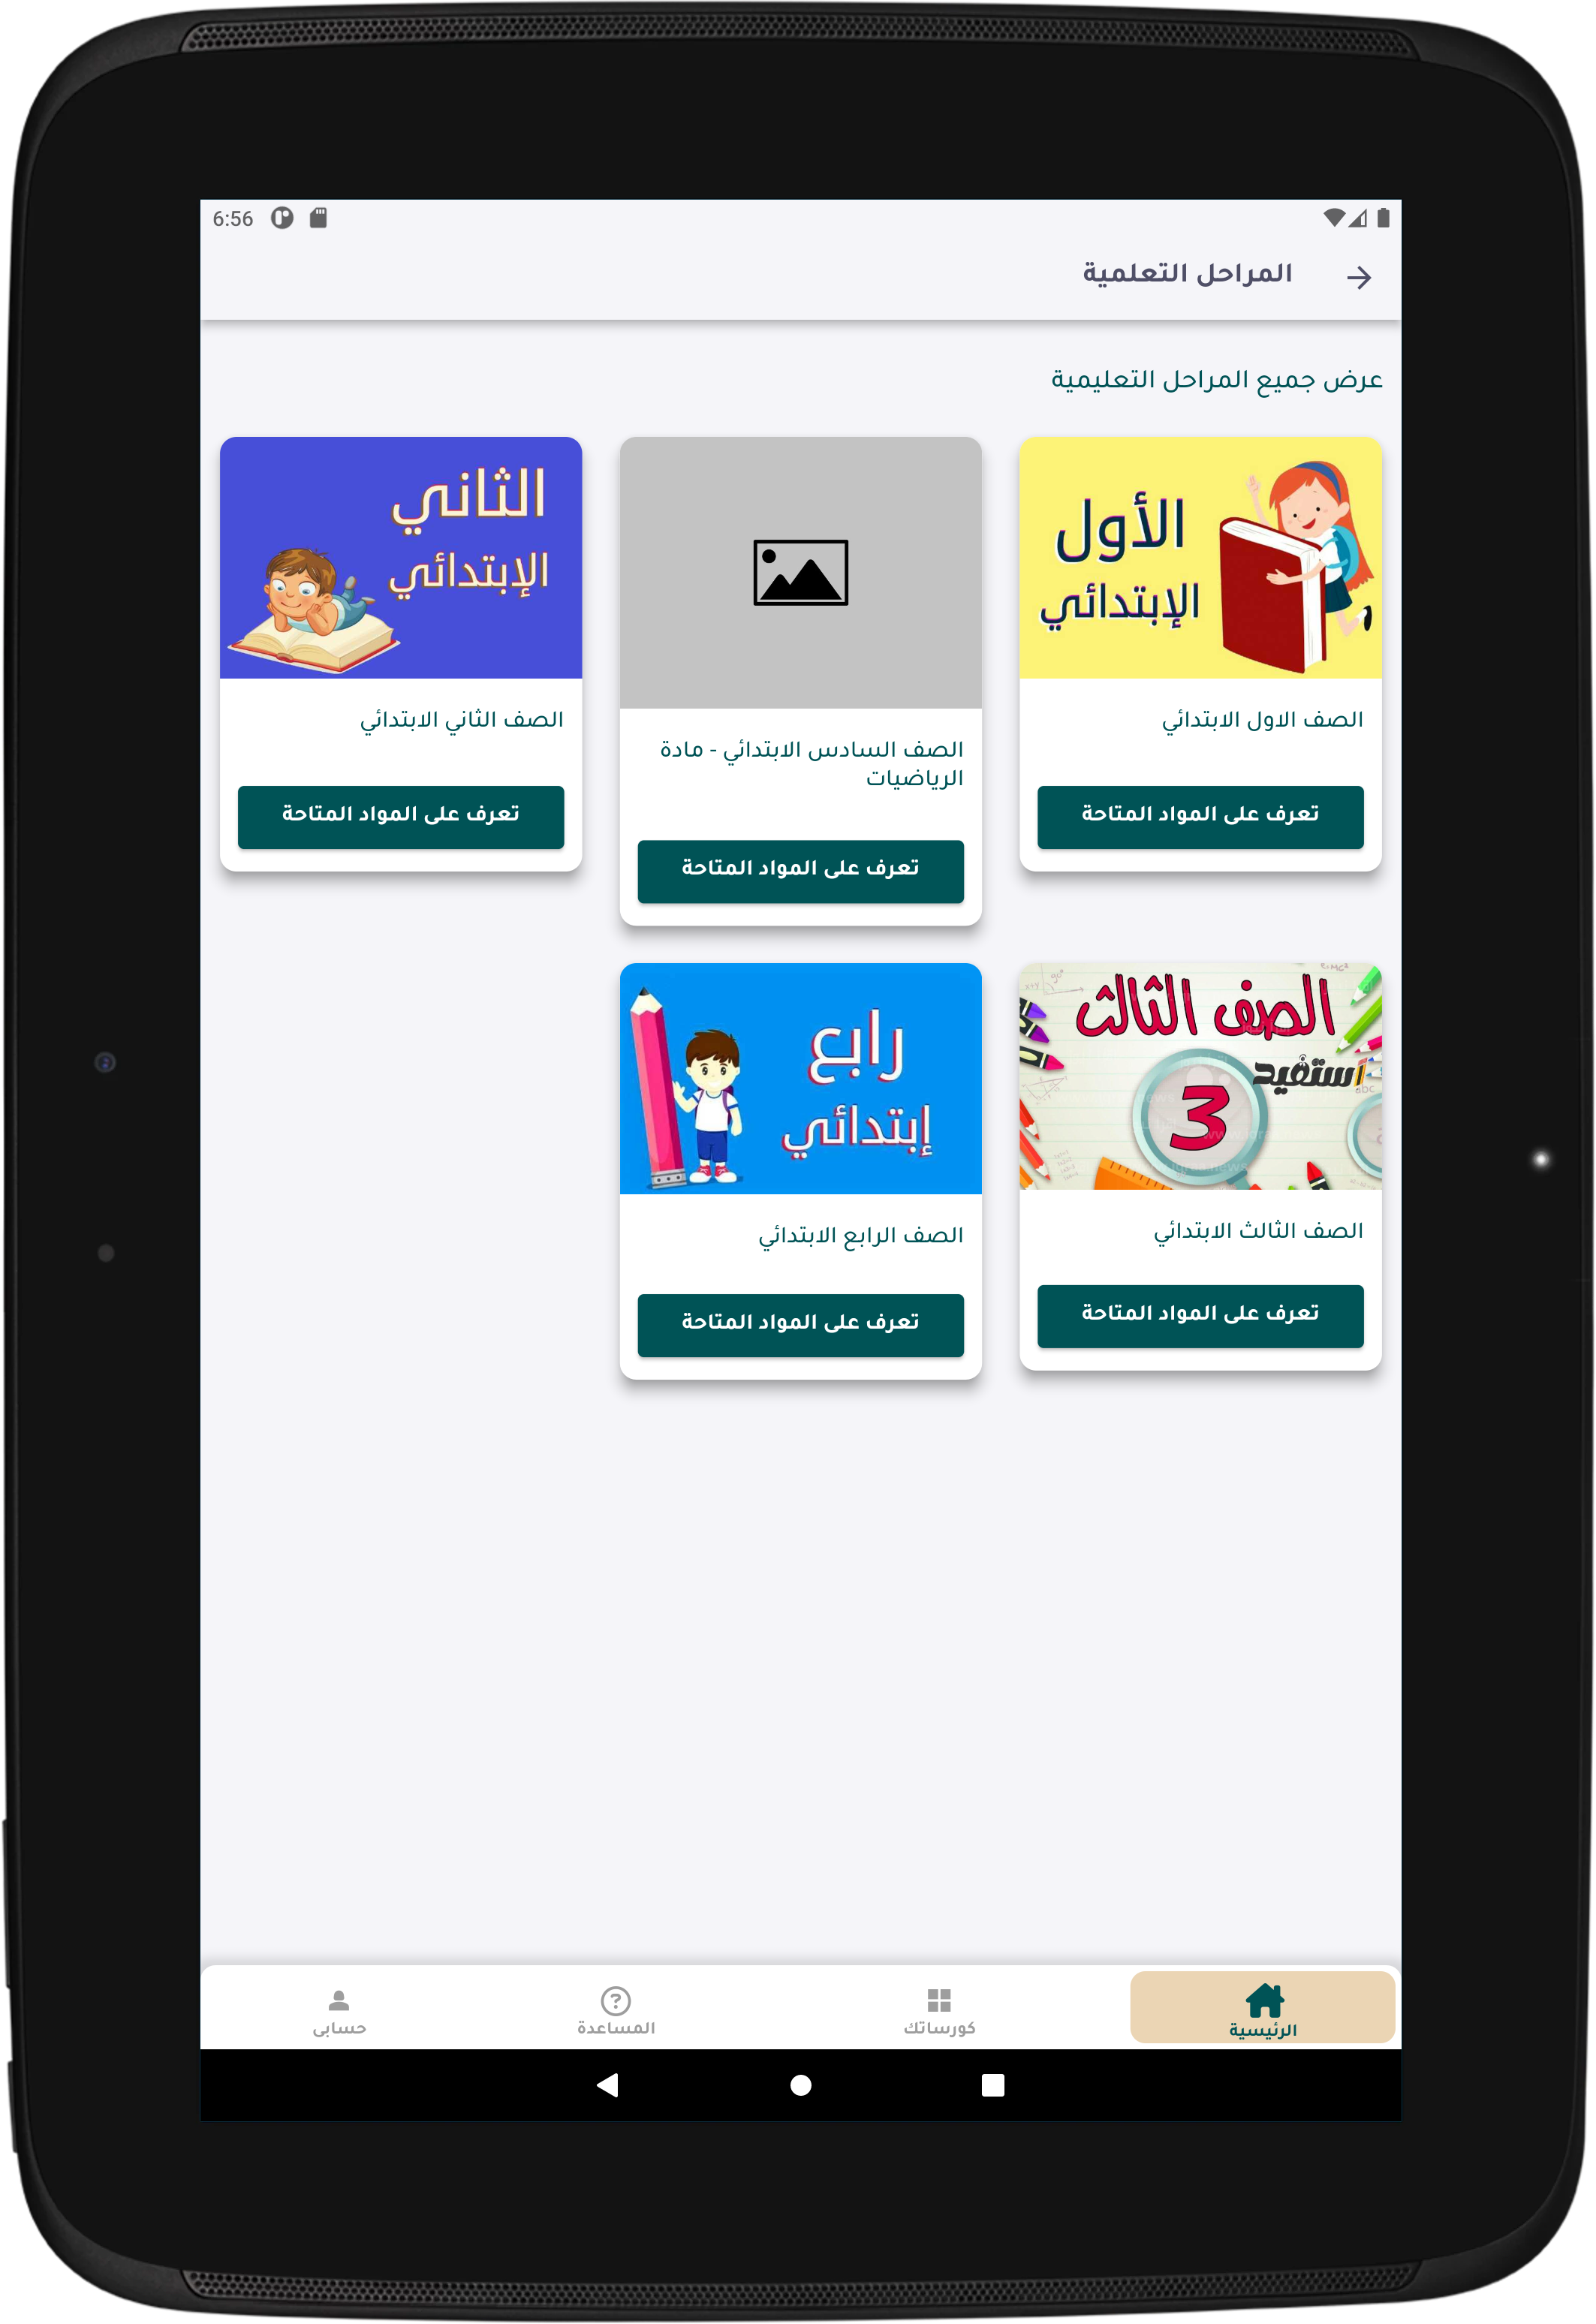 6:56
المراحل التعلمية
عرض جميع المراحل التعليمية
الأول
الإبتدائي
الصف الاول الابتدائي
تعرف على المواد المتاحة
الصف السادس الابتدائي - مادة
الرياضيات
تعرف على المواد المتاحة
الثاني
الإبتدائي
الصف الثاني الابتدائي
تعرف على المواد المتاحة
الصف الثالث
أستفيد
3
الصف الثالث الابتدائي
تعرف على المواد المتاحة
رابع
إبتدائي
الصف الرابع الابتدائي
تعرف على المواد المتاحة
الرئيسية
كورساتك
المساعدة
حسابى